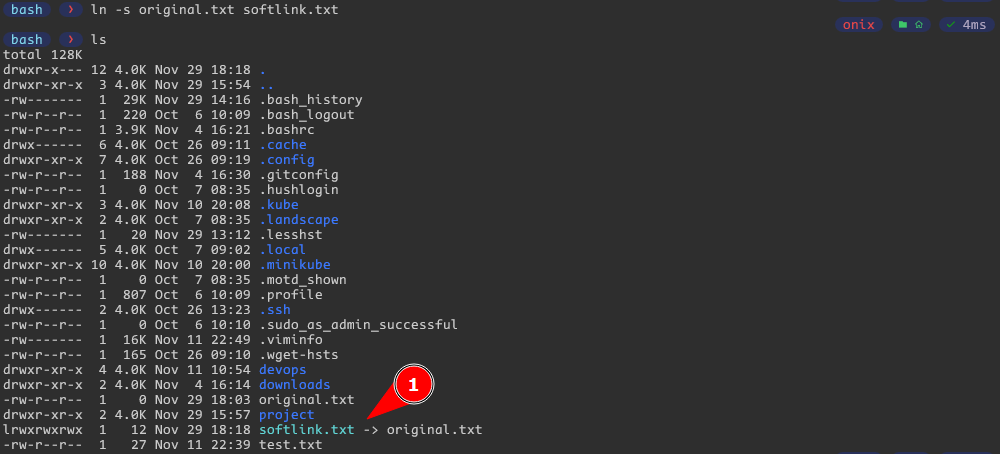 bash ❯ ln -s original.txt softlink.txt
onix ✓ 4ms
bash ❯ ls
total 128K
drwxr-x--- 12 4.0K Nov 29 18:18 .
drwxr-xr-x 3 4.0K Nov 29 15:54 ..
-rw------- 1 29K Nov 29 14:16 .bash_history
-rw-r--r-- 1 220 Oct 6 10:09 .bash_logout
-rw-r--r-- 1 3.9K Nov 4 16:21 .bashrc
drwx------ 6 4.0K Oct 26 09:11 .cache
drwxr-xr-x 7 4.0K Oct 26 09:19 .config
-rw-r--r-- 1 188 Nov 4 16:30 .gitconfig
-rw-r--r-- 1 0 Oct 7 08:35 .hushlogin
drwxr-xr-x 3 4.0K Nov 10 20:08 .kube
drwxr-xr-x 2 4.0K Oct 7 08:35 .landscape
-rw------- 1 20 Nov 29 13:12 .lesshst
drwx------ 5 4.0K Oct 7 09:02 .local
drwxr-xr-x 10 4.0K Nov 10 20:00 .minikube
-rw-r--r-- 1 0 Oct 7 08:35 .motd_shown
-rw-r--r-- 1 807 Oct 6 10:09 .profile
drwx------ 2 4.0K Oct 26 13:23 .ssh
-rw-r--r-- 1 0 Oct 6 10:10 .sudo_as_admin_successful
-rw------- 1 16K Nov 11 22:49 .viminfo
-rw-r--r-- 1 165 Oct 26 09:10 .wget-hsts
drwxr-xr-x 4 4.0K Nov 11 10:54 devops
drwxr-xr-x 2 4.0K Nov 4 16:14 downloads
1
-rw-r--r-- 1 0 Nov 29 18:03 original.txt
drwxr-xr-x 2 4.0K Nov 29 15:57 project
lrwxrwxrwx 1 12 Nov 29 18:18 softlink.txt -> original.txt
-rw-r--r-- 1 27 Nov 11 22:39 test.txt